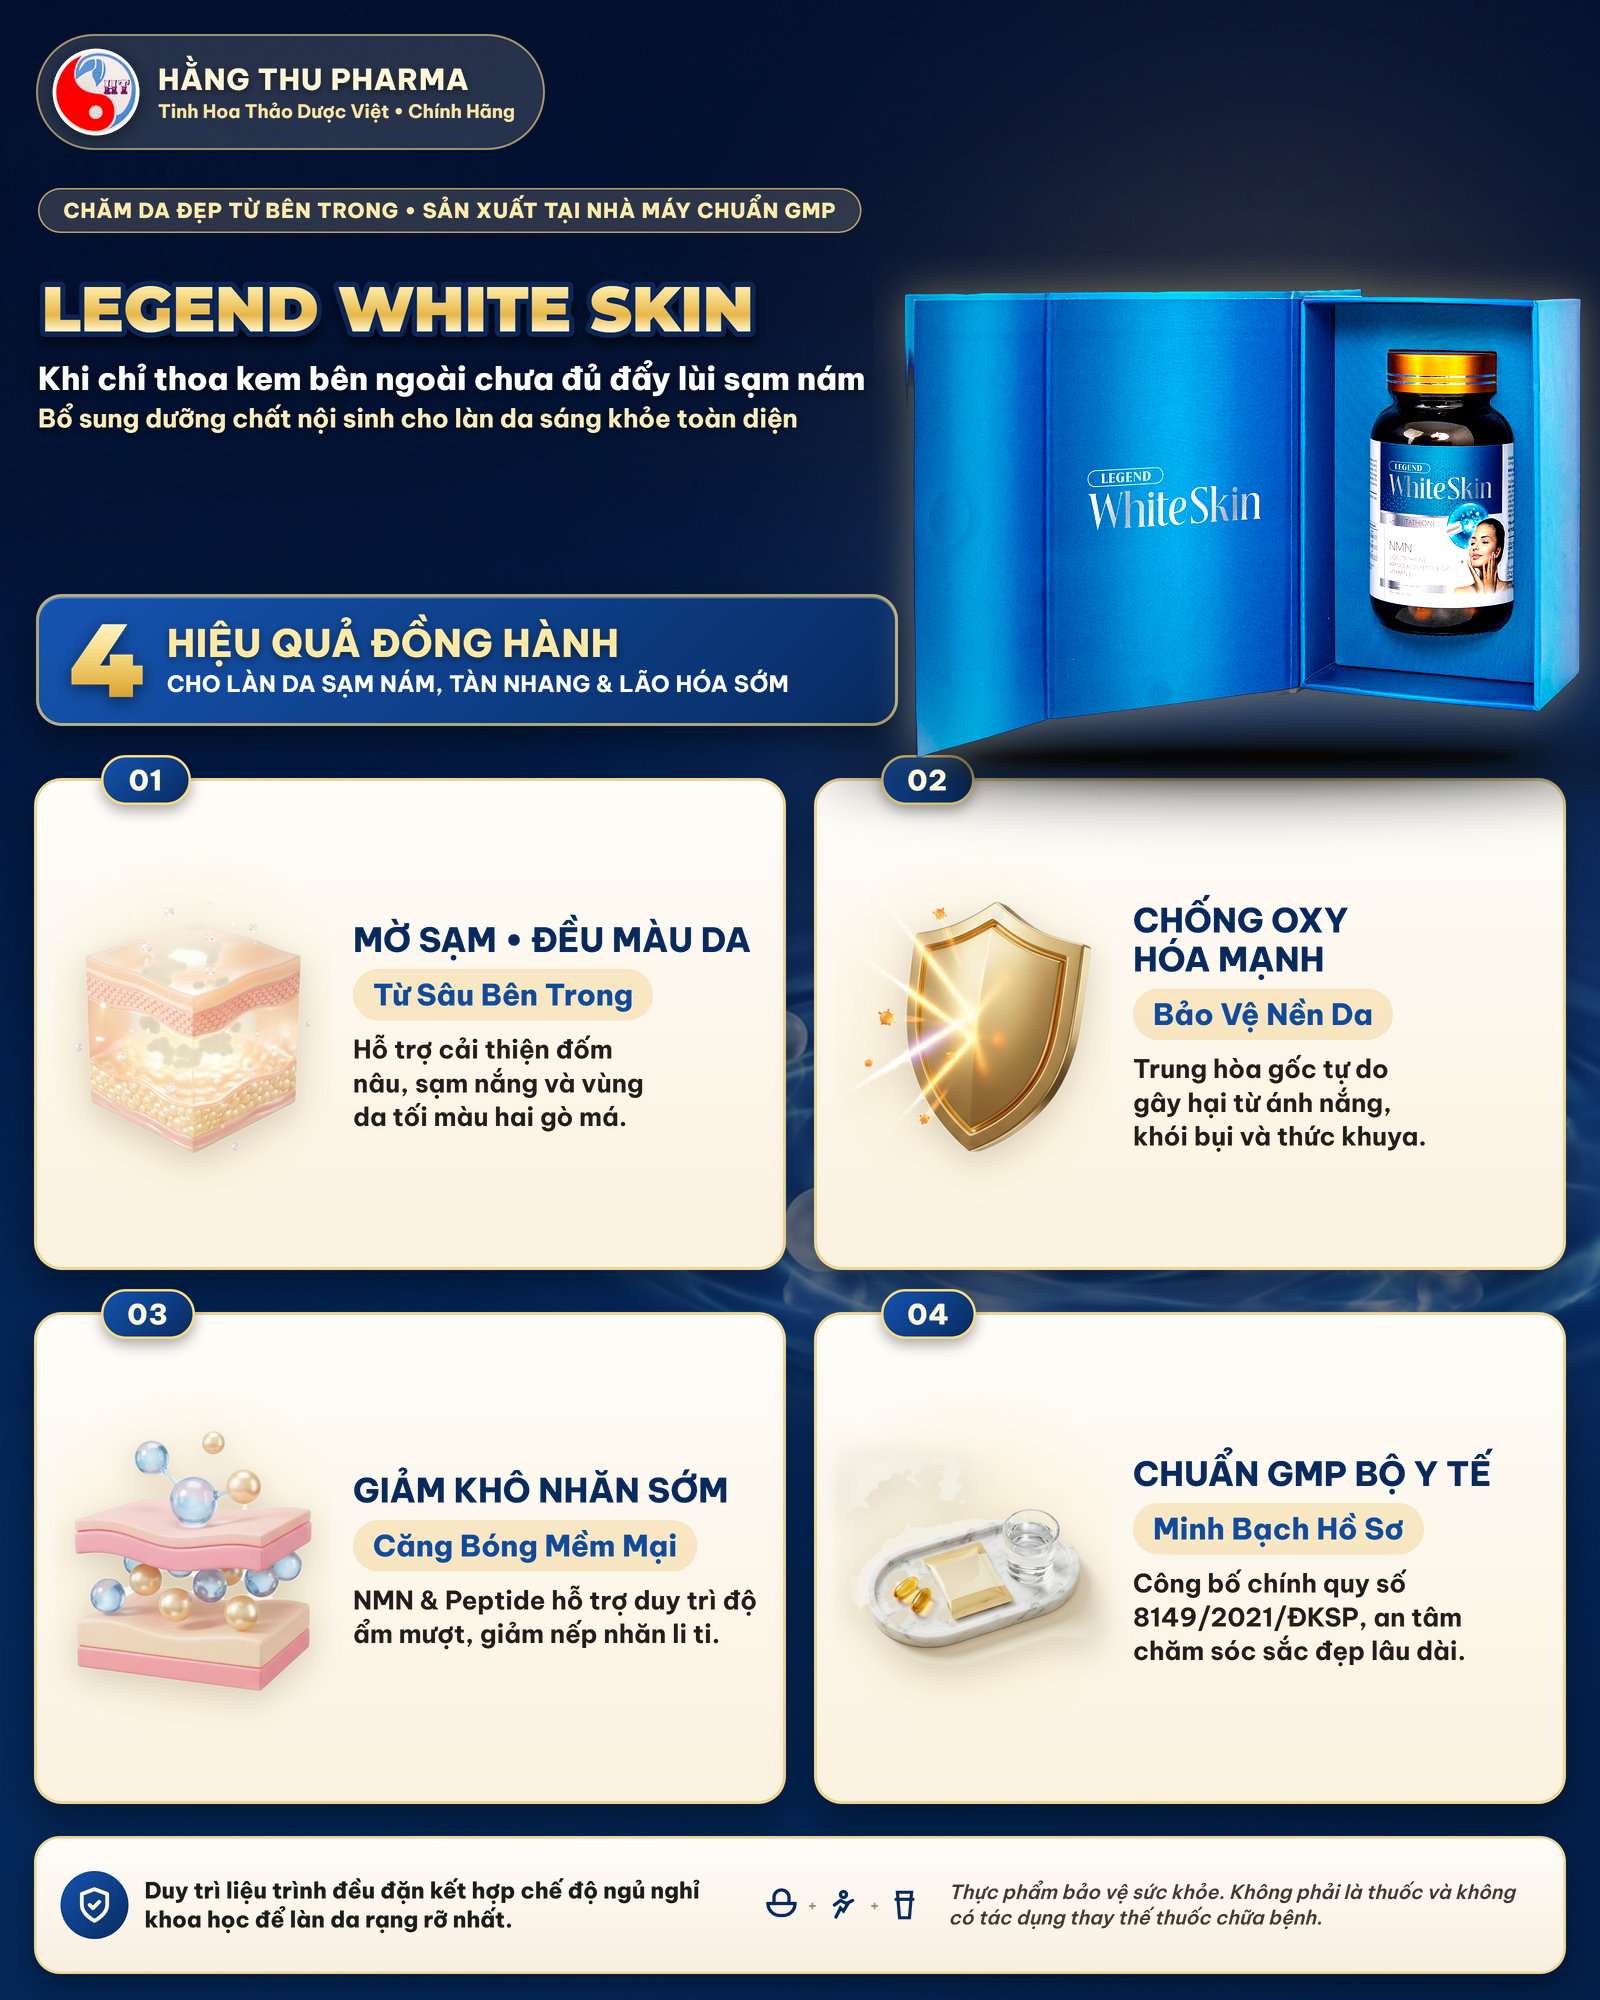 HT
HẰNG THU PHARMA
Tinh Hoa Thảo Dược Việt • Chính Hãng
CHĂM DA ĐẸP TỪ BÊN TRONG • SẢN XUẤT TẠI NHÀ MÁY CHUẨN GMP
LEGEND WHITE SKIN
Khi chỉ thoa kem bên ngoài chưa đủ đẩy lùi sạm nám
Bổ sung dưỡng chất nội sinh cho làn da sáng khỏe toàn diện
LEGEND
WhiteSkin
LEGEND
WhiteSkin
NMN
4
HIỆU QUẢ ĐỒNG HÀNH
CHO LÀN DA SẠM NÁM, TÀN NHANG & LÃO HÓA SỚM
01
MỜ SẠM • ĐỀU MÀU DA
Từ Sâu Bên Trong
Hỗ trợ cải thiện đốm
nâu, sạm nắng và vùng
da tối màu hai gò má.
02
CHỐNG OXY
HÓA MẠNH
Bảo Vệ Nền Da
Trung hòa gốc tự do
gây hại từ ánh nắng,
khói bụi và thức khuya.
03
GIẢM KHÔ NHĂN SỚM
Căng Bóng Mềm Mại
NMN & Peptide hỗ trợ duy trì độ
ẩm mượt, giảm nếp nhăn li ti.
04
CHUẨN GMP BỘ Y TẾ
Minh Bạch Hồ Sơ
Công bố chính quy số
8149/2021/ĐKSP, an tâm
chăm sóc sắc đẹp lâu dài.
Duy trì liệu trình đều đặn kết hợp chế độ ngủ nghỉ
khoa học để làn da rạng rỡ nhất.
Thực phẩm bảo vệ sức khỏe. Không phải là thuốc và không
có tác dụng thay thế thuốc chữa bệnh.